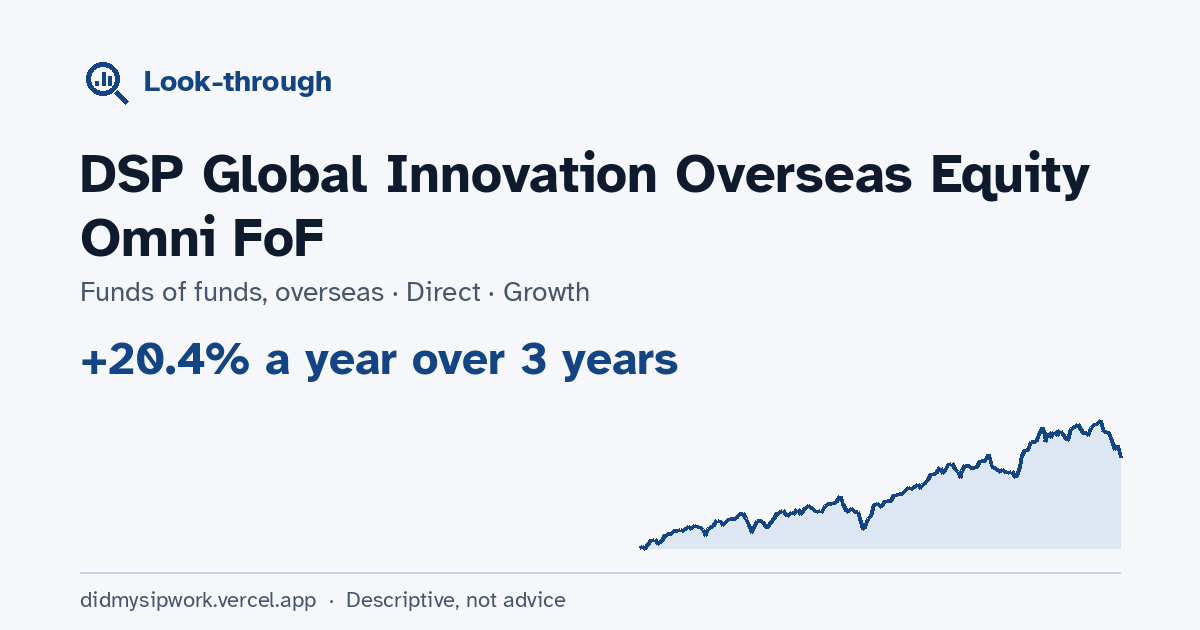 Look-through
DSP Global Innovation Overseas Equity
Omni FoF
Funds of funds, overseas · Direct · Growth
+20.4% a year over 3 years
didmysipwork.vercel.app · Descriptive, not advice